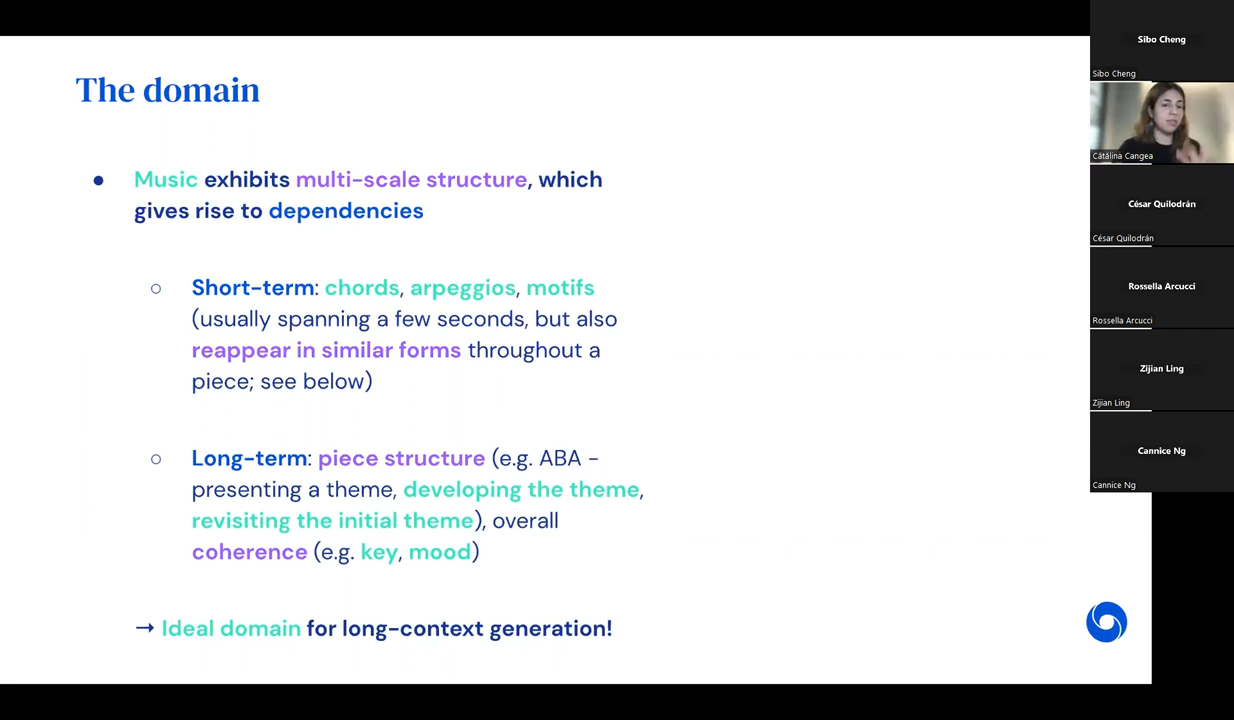 The domain
● Music exhibits multi-scale structure, which
gives rise to dependencies
○ Short-term: chords, arpeggios, motifs
(usually spanning a few seconds, but also
reappear in similar forms throughout a
piece; see below)
○ Long-term: piece structure (e.g. ABA -
presenting a theme, developing the theme,
revisiting the initial theme), overall
coherence (e.g. key, mood)
→ Ideal domain for long-context generation!
Sibo Cheng
Sibo Cheng
Cătălina Cangea
César Quilodrán
César Quilodrán
Rossella Arcucci
Rossella Arcucci
Zijian Ling
Zijian Ling
Cannice Ng
Cannice Ng